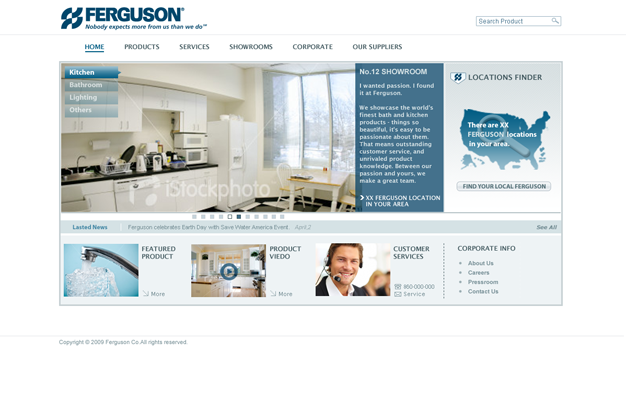 FERGUSON®
Nobody expects more from us than we do℠
Search Product
HOME PRODUCTS SERVICES SHOWROOMS CORPORATE OUR SUPPLIERS
Kitchen
Bathroom
Lighting
Others
iStockphoto
No.12 SHOWROOM
I wanted passion. I found
it at Ferguson.
We showcase the world's
finest bath and kitchen
products - things so
beautiful, it's easy to be
passionate about them.
That means outstanding
customer service, and
unrivaled product
knowledge. Between our
passion and yours, we
make a great team.
XX FERGUSON LOCATION
IN YOUR AREA
LOCATIONS FINDER
There are XX
FERGUSON locations
in your area.
FIND YOUR LOCAL FERGUSON
Lasted News Ferguson celebrates Earth Day with Save Water America Event April.2 See All
FEATURED
PRODUCT
More
PRODUCT
VIEDO
More
CUSTOMER
SERVICES
860-000-000
Service
CORPORATE INFO
About Us
Careers
Pressroom
Contact Us
Copyright © 2009 Ferguson Co.All rights reserved.